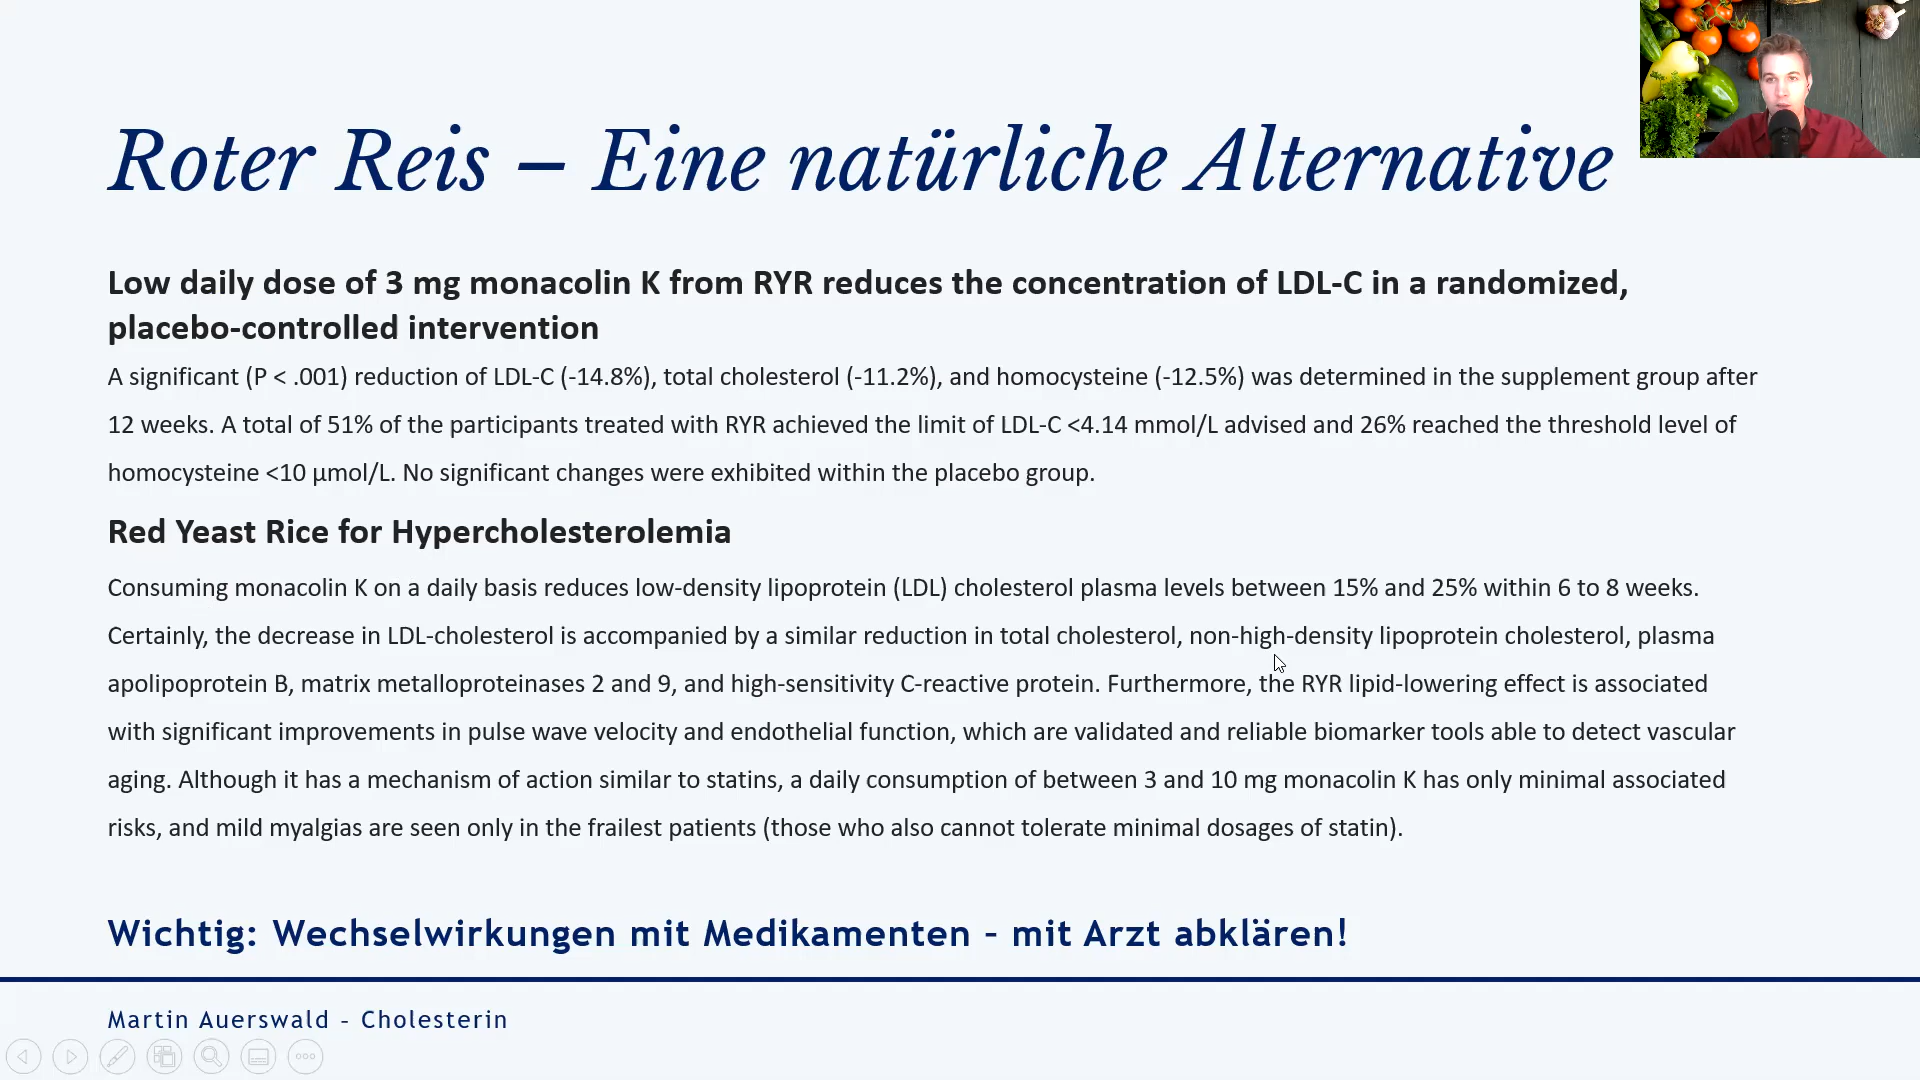 Roter Reis – Eine natürliche Alternative
Low daily dose of 3 mg monacolin K from RYR reduces the concentration of LDL-C in a randomized,
placebo-controlled intervention
A significant (P < .001) reduction of LDL-C (-14.8%), total cholesterol (-11.2%), and homocysteine (-12.5%) was determined in the supplement group after
12 weeks. A total of 51% of the participants treated with RYR achieved the limit of LDL-C <4.14 mmol/L advised and 26% reached the threshold level of
homocysteine <10 µmol/L. No significant changes were exhibited within the placebo group.
Red Yeast Rice for Hypercholesterolemia
Consuming monacolin K on a daily basis reduces low-density lipoprotein (LDL) cholesterol plasma levels between 15% and 25% within 6 to 8 weeks.
Certainly, the decrease in LDL-cholesterol is accompanied by a similar reduction in total cholesterol, non-high-density lipoprotein cholesterol, plasma
apolipoprotein B, matrix metalloproteinases 2 and 9, and high-sensitivity C-reactive protein. Furthermore, the RYR lipid-lowering effect is associated
with significant improvements in pulse wave velocity and endothelial function, which are validated and reliable biomarker tools able to detect vascular
aging. Although it has a mechanism of action similar to statins, a daily consumption of between 3 and 10 mg monacolin K has only minimal associated
risks, and mild myalgias are seen only in the frailest patients (those who also cannot tolerate minimal dosages of statin).
Wichtig: Wechselwirkungen mit Medikamenten – mit Arzt abklären!
Martin Auerswald – Cholesterin